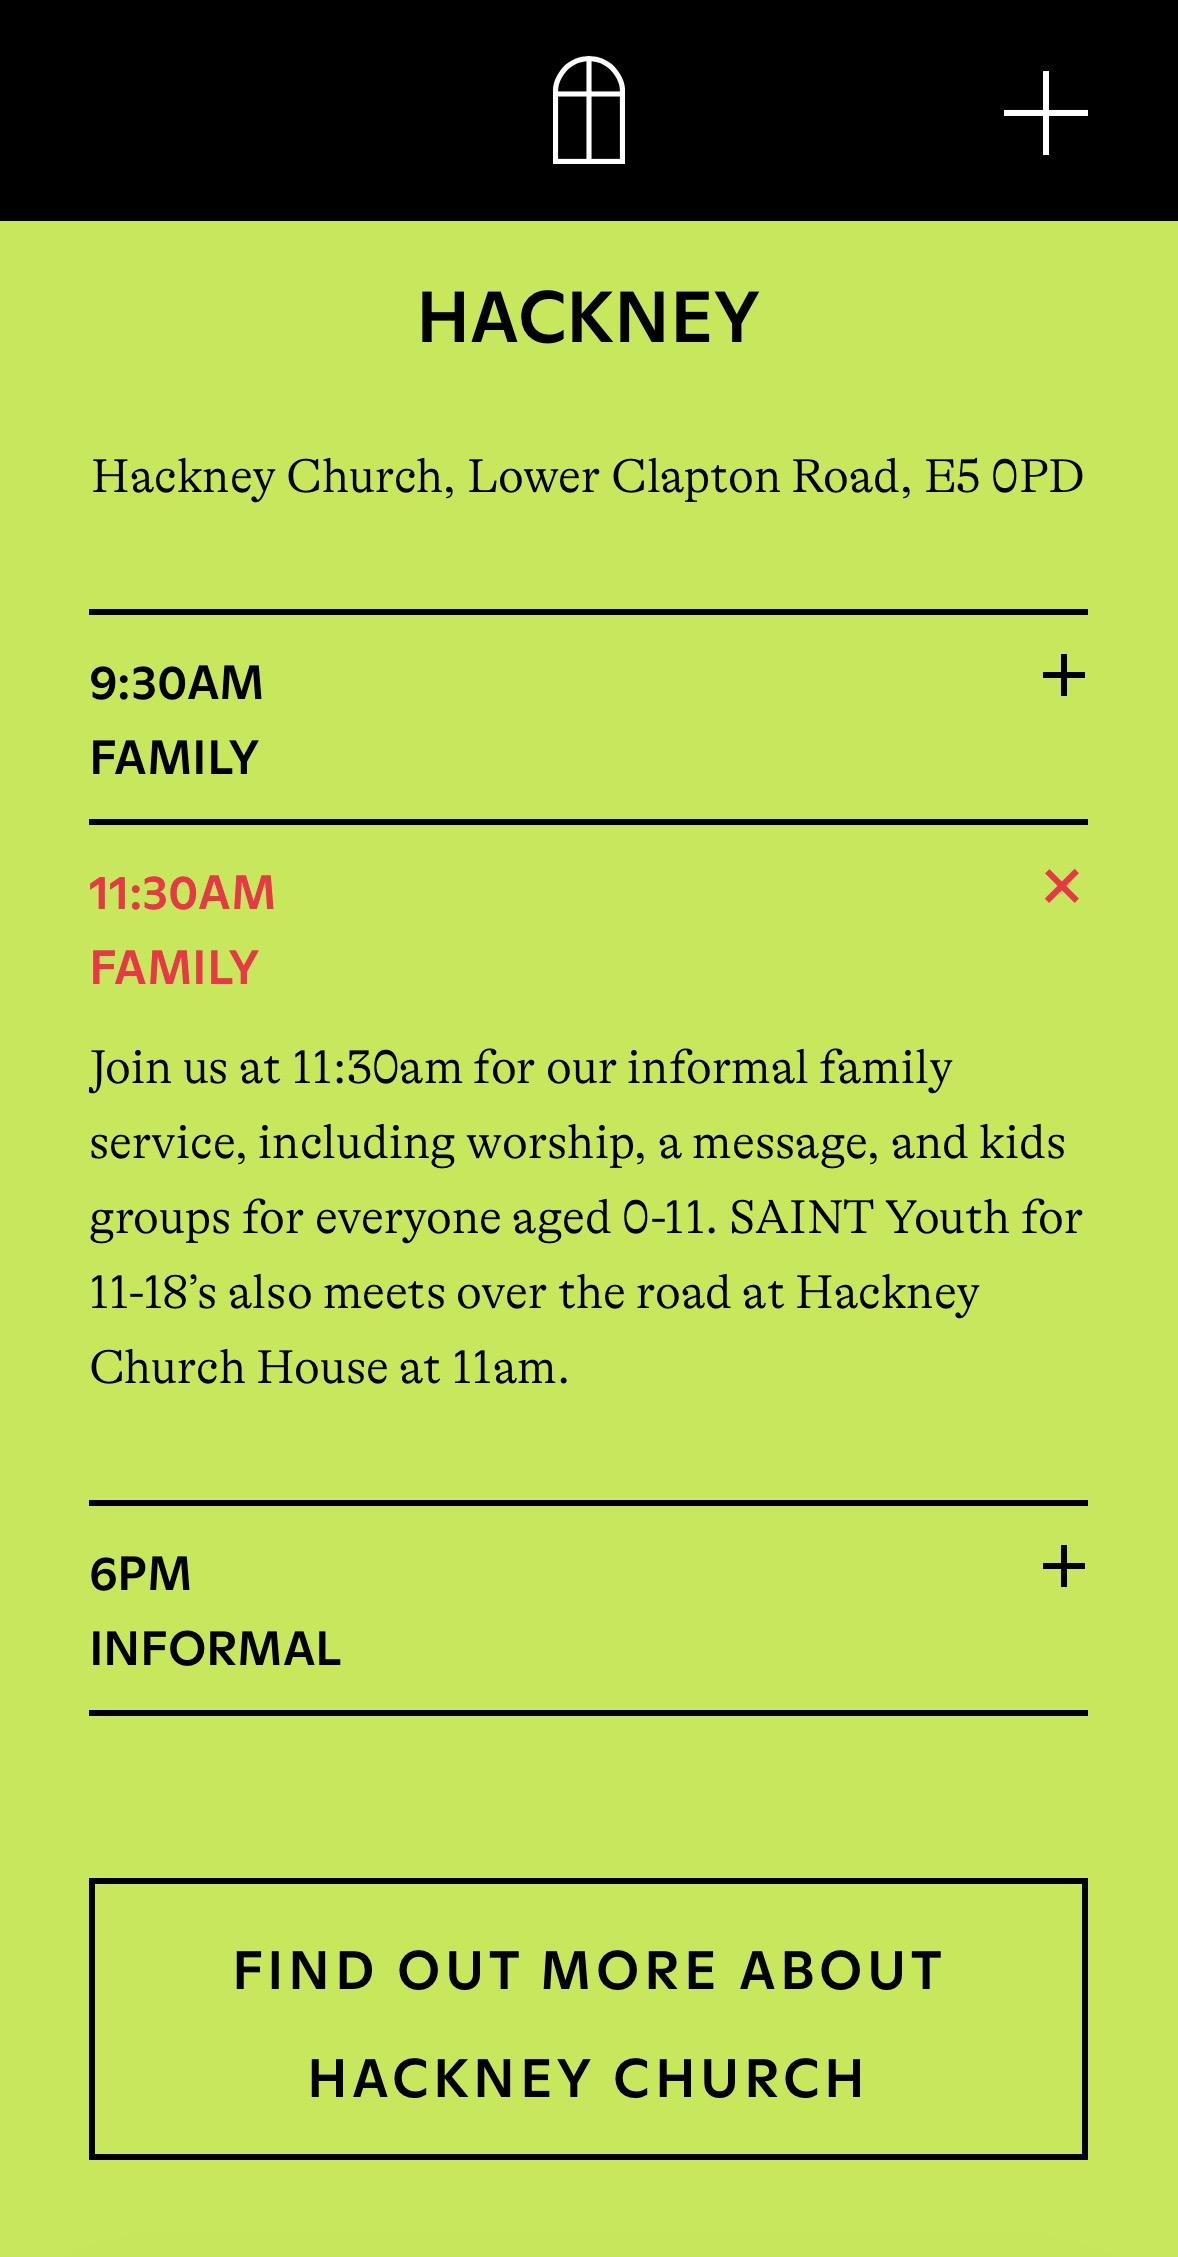 HACKNEY
Hackney Church, Lower Clapton Road, E5 0PD
9:30AM
FAMILY
11:30AM
FAMILY
Join us at 11:30am for our informal family
service, including worship, a message, and kids
groups for everyone aged 0-11. SAINT Youth for
11-18’s also meets over the road at Hackney
Church House at 11am.
6PM
INFORMAL
FIND OUT MORE ABOUT
HACKNEY CHURCH